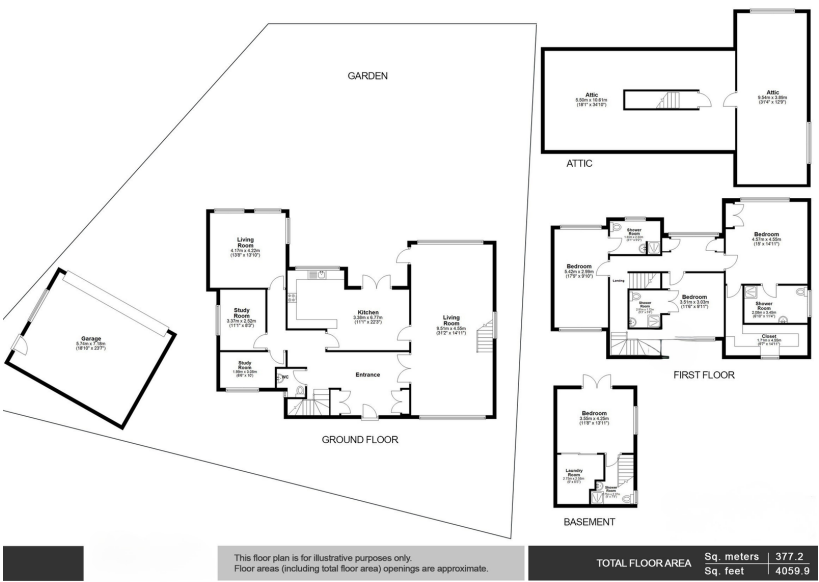 GARDEN
Attic
5.50m x 10.61m
(18'1" x 34'10")
Attic
9.54m x 3.89m
(31'4" x 12'9")
ATTIC
Living
Room
4.17m x 4.22m
(13'8" x 13'10")
Study
Room
3.37m x 2.52m
(11'1" x 8'3")
Kitchen
3.38m x 6.77m
(11'1" x 22'3")
Living
Room
9.51m x 4.55m
(31'2" x 14'11")
Garage
5.74m x 7.18m
(18'10" x 23'7")
Study
Room
WC
Entrance
GROUND FLOOR
Shower
Room
Bedroom
4.57m x 4.55m
(15' x 14'11")
Bedroom
5.42m x 2.99m
(17'9" x 9'10")
Landing
Shower
Room
Bedroom
3.51m x 3.03m
(11'6" x 9'11")
Shower
Room
Closet
FIRST FLOOR
Bedroom
3.55m x 4.25m
(11'8" x 13'11")
Laundry
Room
Shower
Room
BASEMENT
This floor plan is for illustrative purposes only.
Floor areas (including total floor area) openings are approximate.
TOTAL FLOOR AREA
Sq. meters 377.2
Sq. feet 4059.9